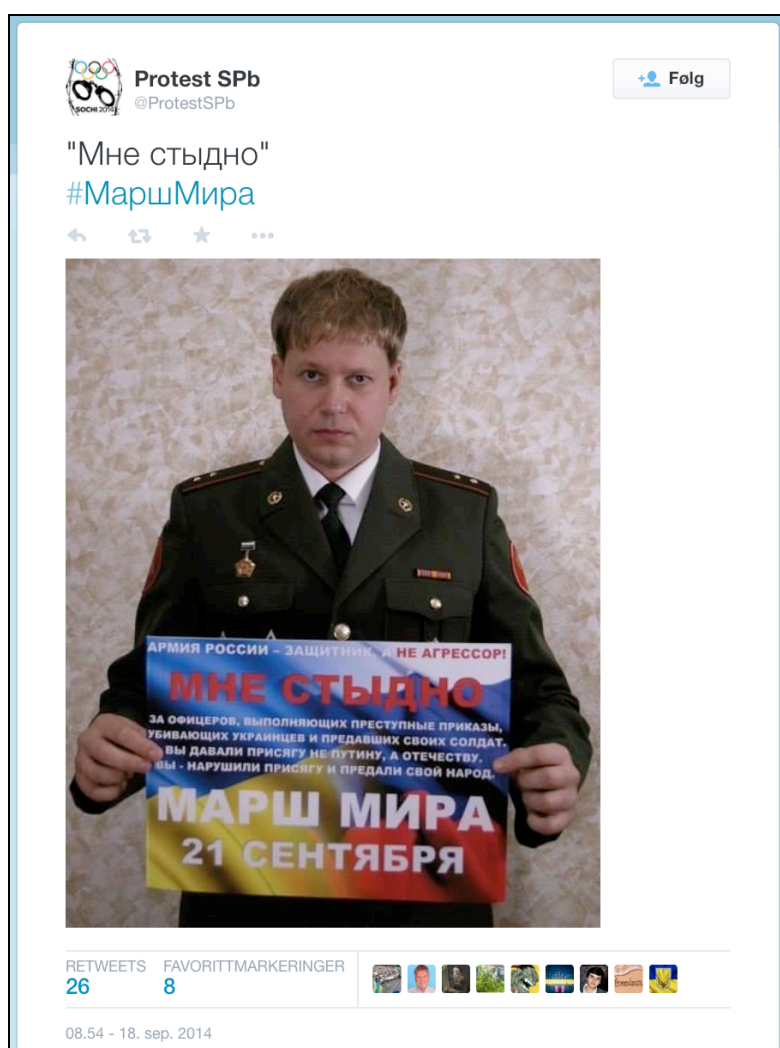 SOCHI 2014
Protest SPb
@ProtestSPb
Følg
"Мне стыдно"
#МаршМира
АРМИЯ РОССИИ – ЗАЩИТНИК, А НЕ АГРЕССОР!
МНЕ СТЫДНО
ЗА ОФИЦЕРОВ, ВЫПОЛНЯЮЩИХ ПРЕСТУПНЫЕ ПРИКАЗЫ,
УБИВАЮЩИХ УКРАИНЦЕВ И ПРЕДАВШИХ СВОИХ СОЛДАТ.
ВЫ ДАВАЛИ ПРИСЯГУ НЕ ПУТИНУ, А ОТЕЧЕСТВУ.
ВЫ - НАРУШИЛИ ПРИСЯГУ И ПРЕДАЛИ СВОЙ НАРОД.
МАРШ МИРА
21 СЕНТЯБРЯ
RETWEETS FAVORITTMARKERINGER
26 8
08.54 - 18. sep. 2014